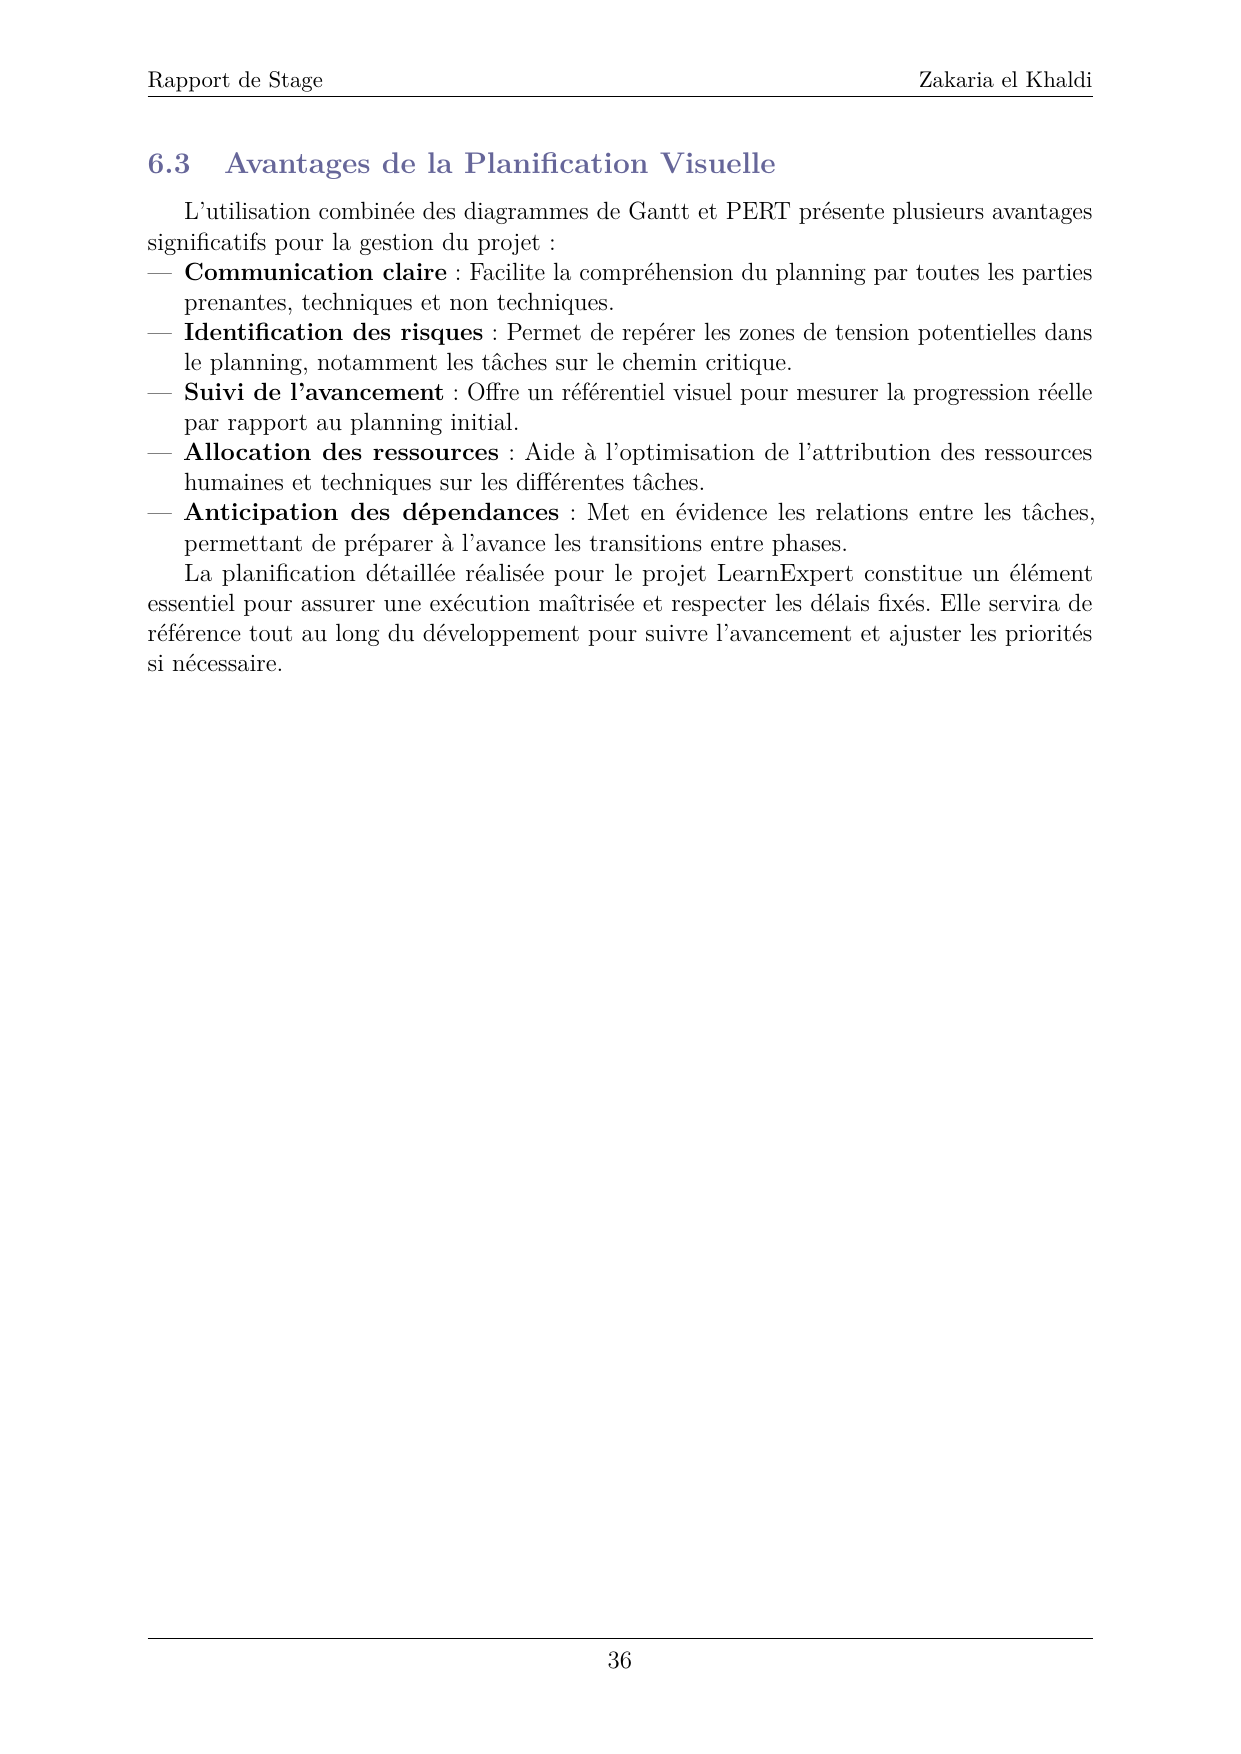 Rapport de Stage
Zakaria el Khaldi
6.3 Avantages de la Planification Visuelle
L'utilisation combinée des diagrammes de Gantt et PERT présente plusieurs avantages
significatifs pour la gestion du projet :
— Communication claire : Facilite la compréhension du planning par toutes les parties
prenantes, techniques et non techniques.
— Identification des risques : Permet de repérer les zones de tension potentielles dans
le planning, notamment les tâches sur le chemin critique.
— Suivi de l'avancement : Offre un référentiel visuel pour mesurer la progression réelle
par rapport au planning initial.
— Allocation des ressources : Aide à l'optimisation de l'attribution des ressources
humaines et techniques sur les différentes tâches.
— Anticipation des dépendances : Met en évidence les relations entre les tâches,
permettant de préparer à l'avance les transitions entre phases.
La planification détaillée réalisée pour le projet LearnExpert constitue un élément
essentiel pour assurer une exécution maîtrisée et respecter les délais fixés. Elle servira de
référence tout au long du développement pour suivre l'avancement et ajuster les priorités
si nécessaire.
36